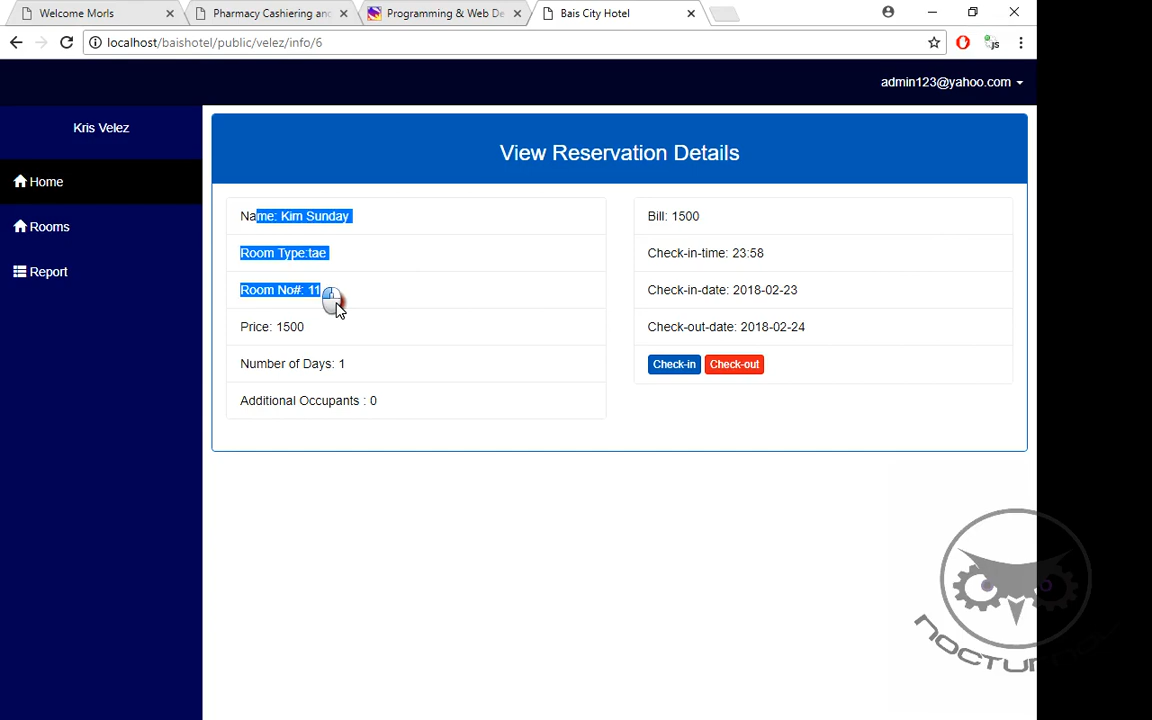 Welcome Morls
Pharmacy Cashiering and
Programming & Web De
Bais City Hotel
localhost/baishotel/public/velez/info/6
JS
admin123@yahoo.com
Kris Velez
Home
Rooms
Report
View Reservation Details
Name: Kim Sunday
Room Type:tae
Room No#: 11
Price: 1500
Number of Days: 1
Additional Occupants : 0
Bill: 1500
Check-in-time: 23:58
Check-in-date: 2018-02-23
Check-out-date: 2018-02-24
Check-in Check-out